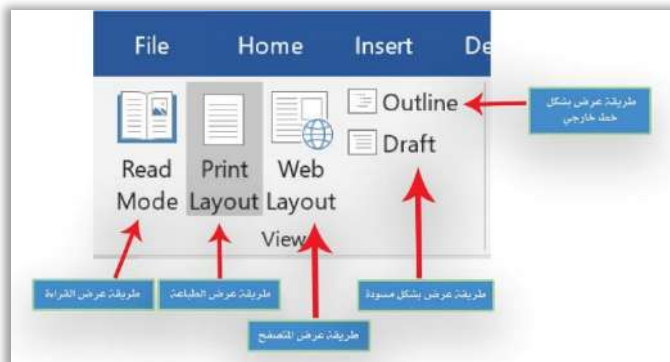 File Home Insert De
Outline
Draft
Read Mode
Print Layout
Web Layout
View
طريقة عرض بشكل
خط خارجي
طريقة عرض القراءة
طريقة عرض الطباعة
طريقة عرض بشكل مسودة
طريقة عرض المتصفح